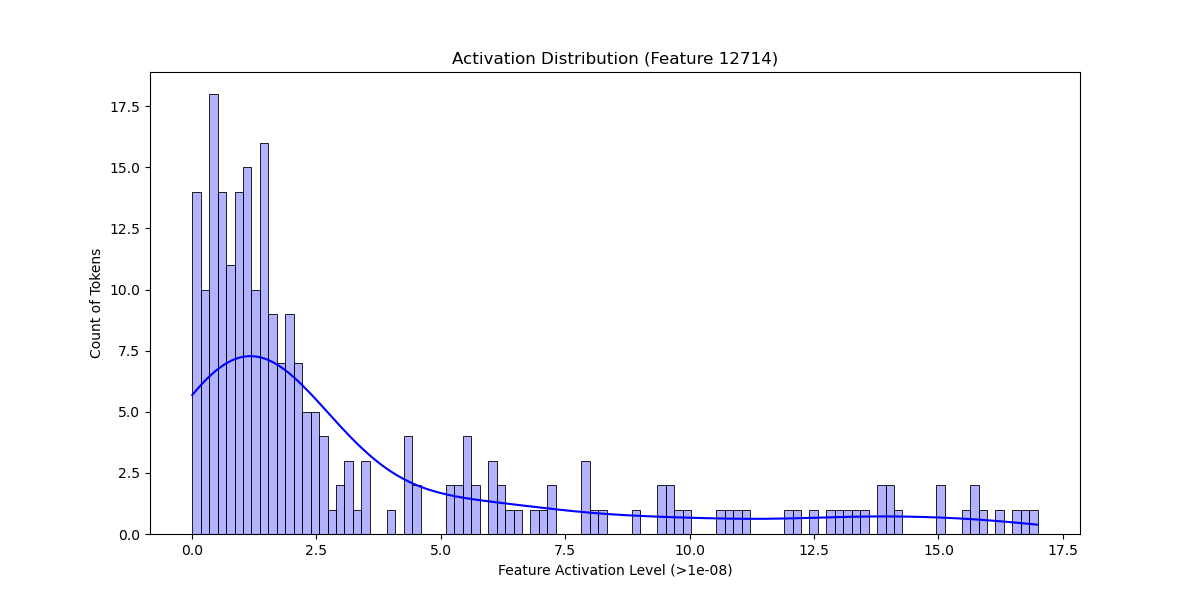 Activation Distribution (Feature 12714)
17.5
15.0
12.5
10.0
7.5
5.0
2.5
0.0
Count of Tokens
0.0 2.5 5.0 7.5 10.0 12.5 15.0 17.5
Feature Activation Level (>1e-08)